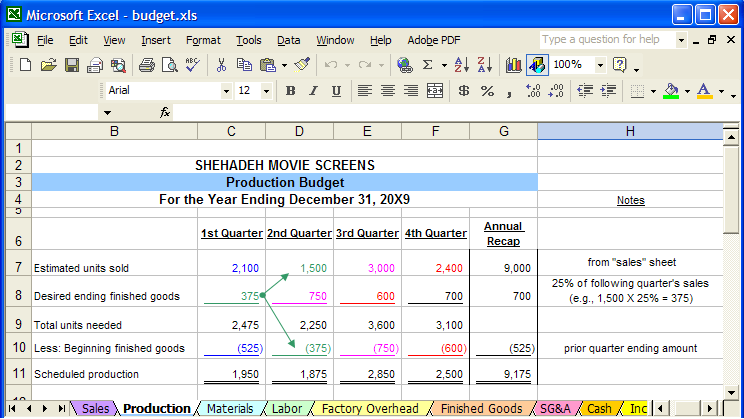 Microsoft Excel - budget.xls
File Edit View Insert Format Tools Data Window Help Adobe PDF Type a question for help
100%
Arial 12 B I U $ % ,
fx
B C D E F G H
1
2 SHEHADEH MOVIE SCREENS
3 Production Budget
4 For the Year Ending December 31, 20X9 Notes
5
6 1st Quarter 2nd Quarter 3rd Quarter 4th Quarter Annual Recap
7 Estimated units sold 2,100 1,500 3,000 2,400 9,000 from "sales" sheet
8 Desired ending finished goods 375 750 600 700 700 25% of following quarter's sales (e.g., 1,500 X 25% = 375)
9 Total units needed 2,475 2,250 3,600 3,100
10 Less: Beginning finished goods (525) (375) (750) (600) (525) prior quarter ending amount
11 Scheduled production 1,950 1,875 2,850 2,500 9,175
Sales Production Materials Labor Factory Overhead Finished Goods SG&A Cash Inc